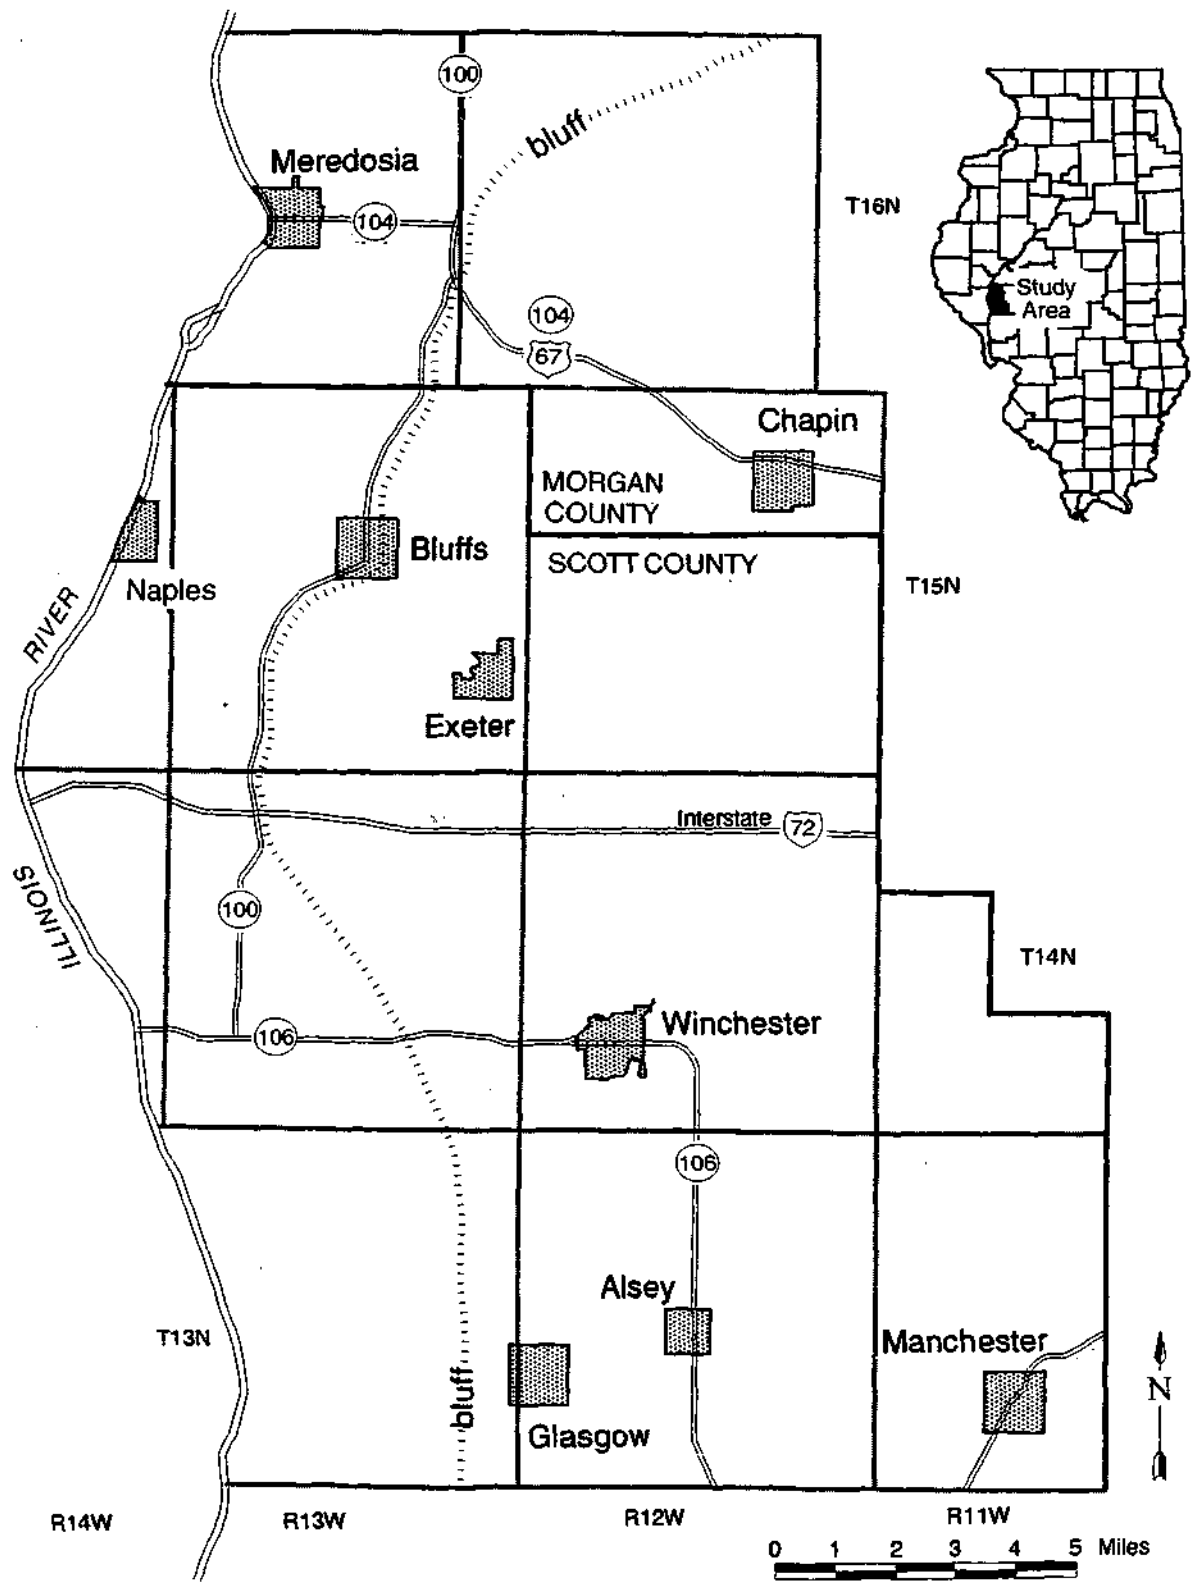 100
bluff
Meredosia
T16N
104
Study
Area
104
67
Chapin
MORGAN
COUNTY
Bluffs
SCOTT COUNTY
T15N
Naples
RIVER
Exeter
Interstate
72
ILLINOIS
100
T14N
Winchester
106
106
Alsey
T13N
Manchester
bluff
N
Glasgow
R14W
R13W
R12W
R11W
0 1 2 3 4 5 Miles